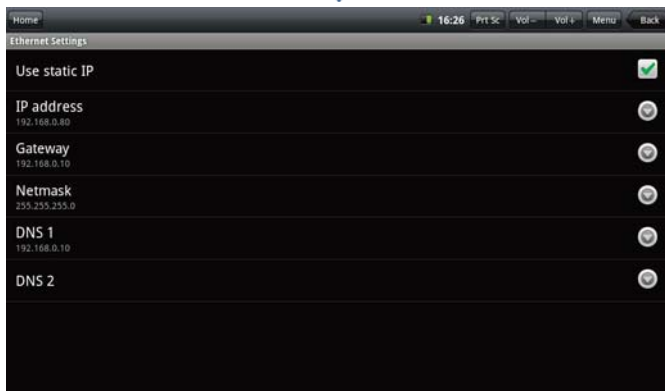 Home 16:26 Prt Sc Vol - Vol + Menu Back
Ethernet Settings
Use static IP
IP address
192.168.0.80
Gateway
192.168.0.10
Netmask
255.255.255.0
DNS 1
192.168.0.10
DNS 2